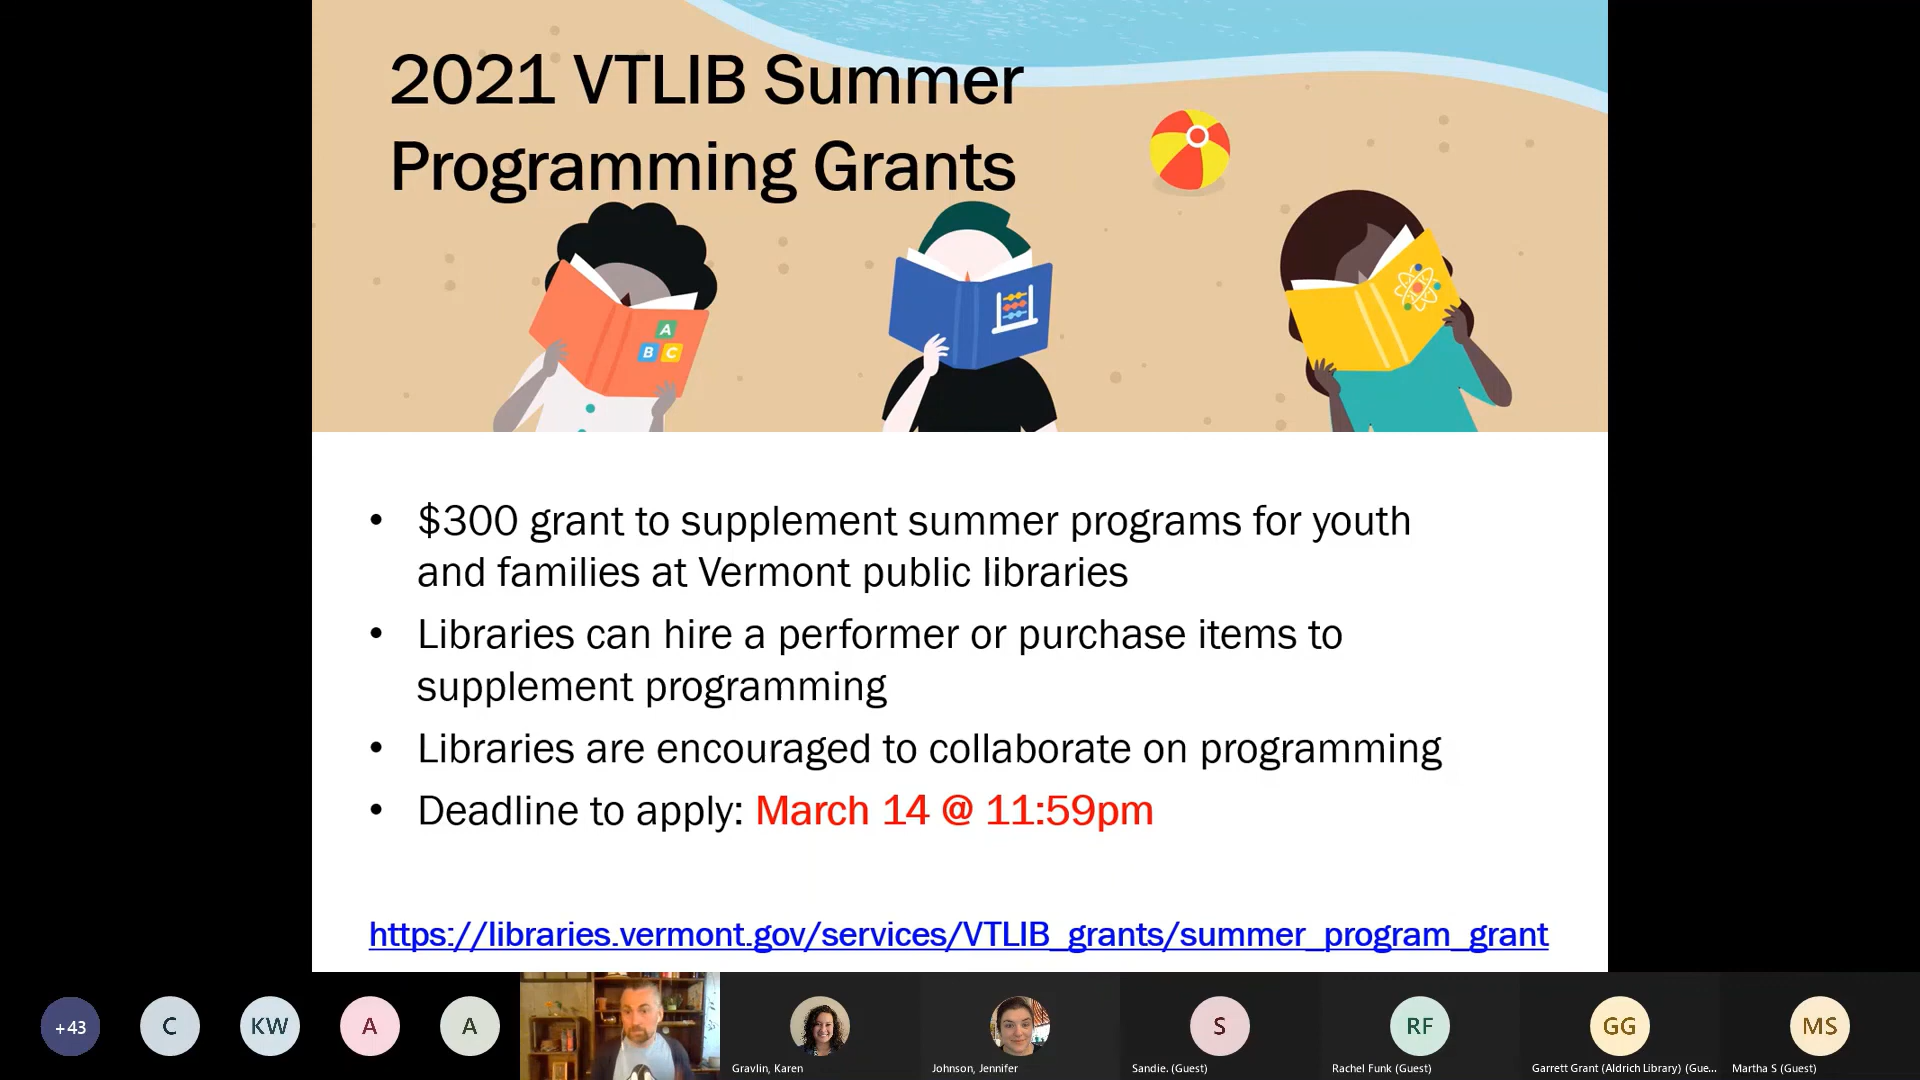 2021 VTLIB Summer
Programming Grants
A
B C
• $300 grant to supplement summer programs for youth
and families at Vermont public libraries
• Libraries can hire a performer or purchase items to
supplement programming
• Libraries are encouraged to collaborate on programming
• Deadline to apply: March 14 @ 11:59pm
https://libraries.vermont.gov/services/VTLIB_grants/summer_program_grant
+43
C
KW
A
A
Gravlin, Karen
Johnson, Jennifer
S
Sandie. (Guest)
RF
Rachel Funk (Guest)
GG
Garrett Grant (Aldrich Library) (Gue...
MS
Martha S (Guest)